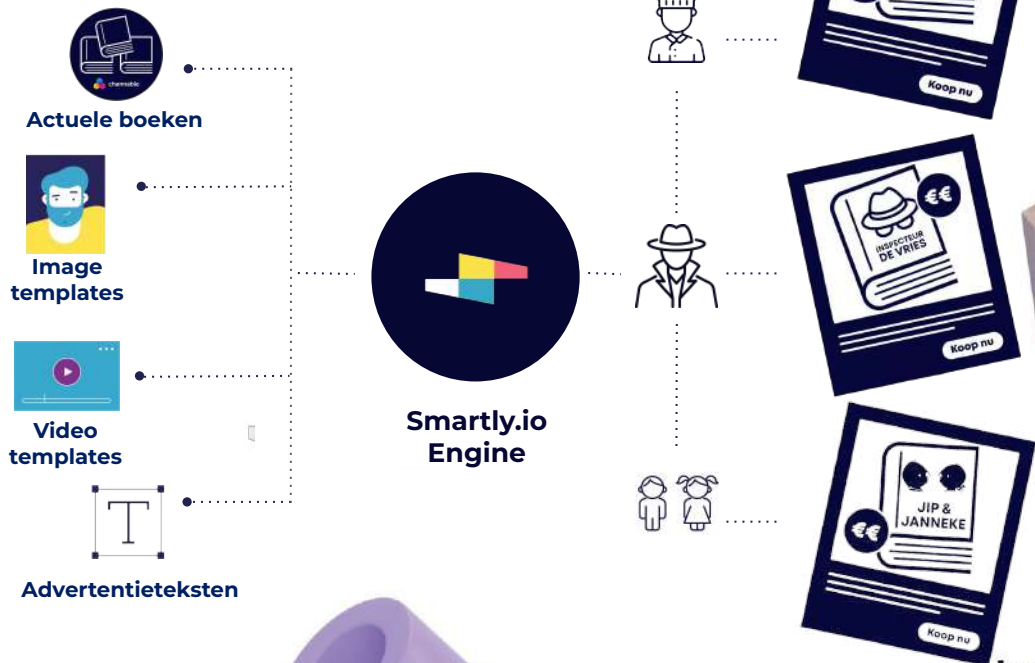 channable
Actuele boeken
Image
templates
Video
templates
T
Advertentieteksten
Smartly.io
Engine
Koop nu
€€
INSPECTEUR
DE VRIES
Koop nu
JIP &
JANNEKE
€€
Koop nu